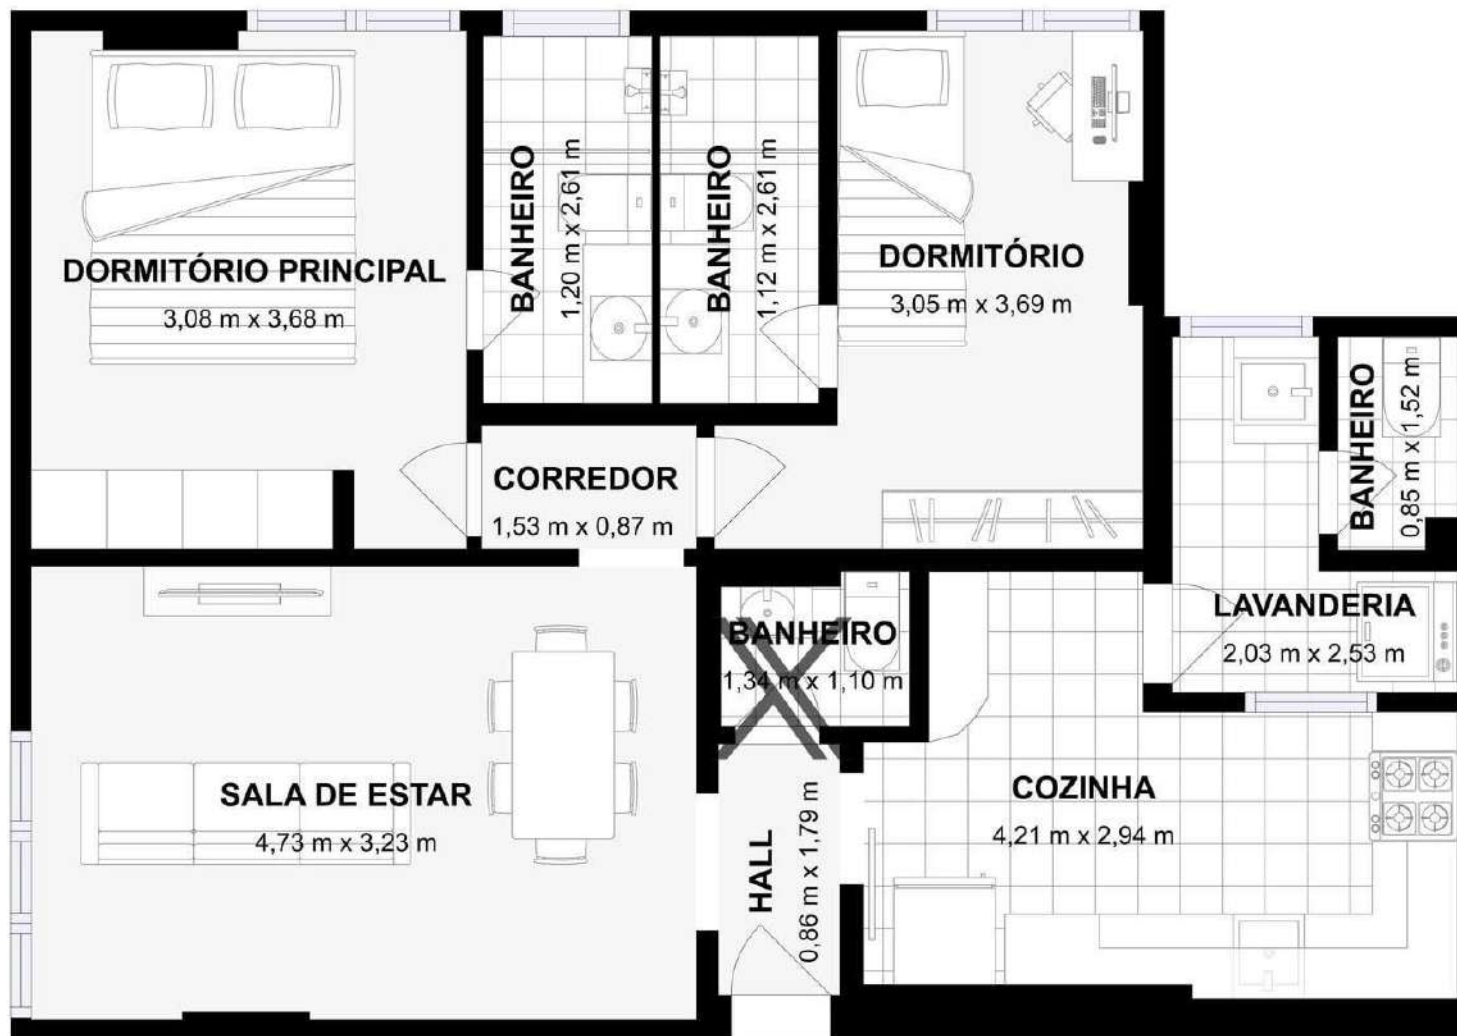 DORMITÓRIO PRINCIPAL
3,08 m x 3,68 m
BANHEIRO
1,20 m x 2,61 m
BANHEIRO
1,12 m x 2,61 m
DORMITÓRIO
3,05 m x 3,69 m
CORREDOR
1,53 m x 0,87 m
BANHEIRO
0,85 m x 1,52 m
LAVANDERIA
2,03 m x 2,53 m
BANHEIRO
1,34 m x 1,10 m
SALA DE ESTAR
4,73 m x 3,23 m
HALL
0,86 m x 1,79 m
COZINHA
4,21 m x 2,94 m